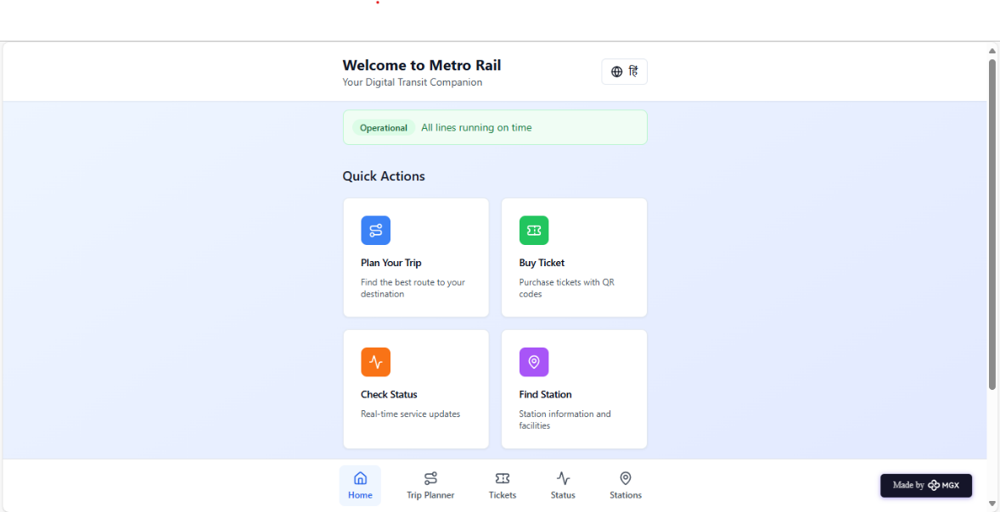 Welcome to Metro Rail
Your Digital Transit Companion
हिं
Operational All lines running on time
Quick Actions
Plan Your Trip
Find the best route to your
destination
Buy Ticket
Purchase tickets with QR
codes
Check Status
Real-time service updates
Find Station
Station information and
facilities
Home Trip Planner Tickets Status Stations
Made by MGX